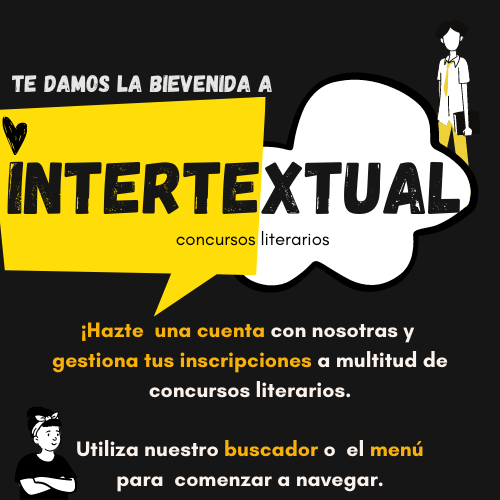 TE DAMOS LA BIEVENIDA A
INTERTEXTUAL
concursos literarios
¡Hazte una cuenta con nosotras y
gestiona tus inscripciones a multitud de
concursos literarios.
Utiliza nuestro buscador o el menú
para comenzar a navegar.